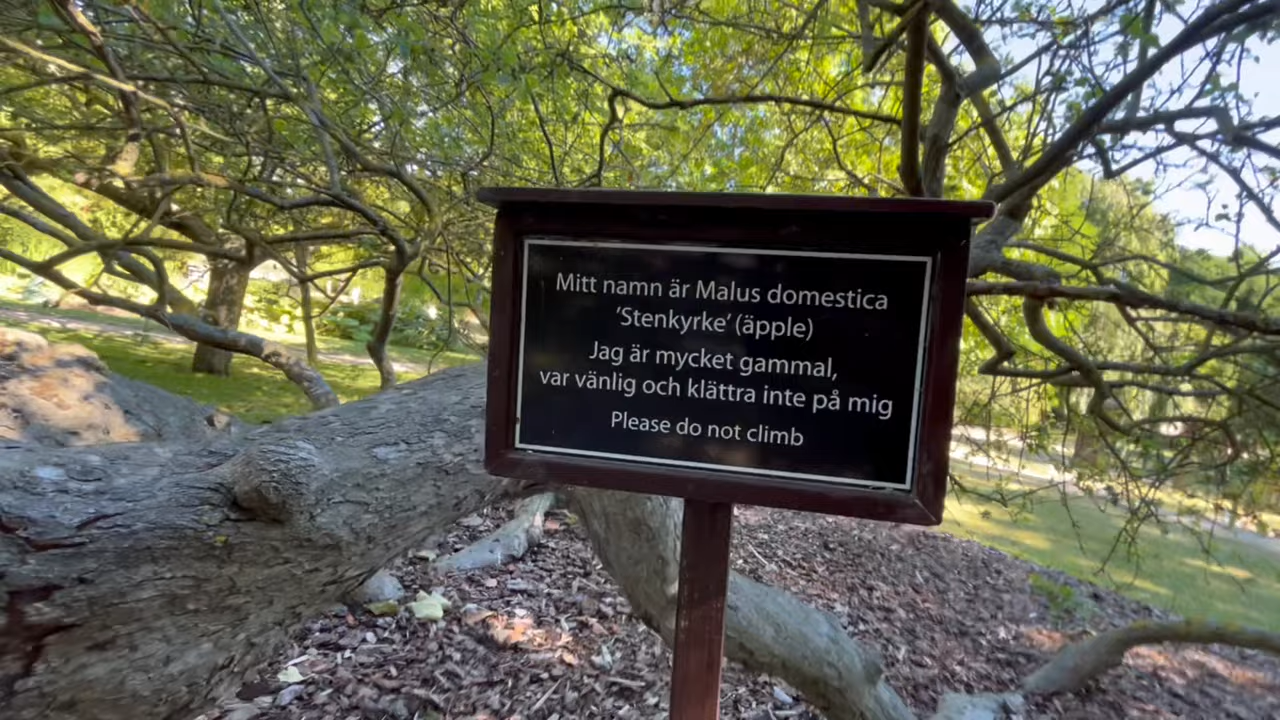 Mitt namn är Malus domestica
‘Stenkyrke’ (äpple)
Jag är mycket gammal,
var vänlig och klättra inte på mig
Please do not climb